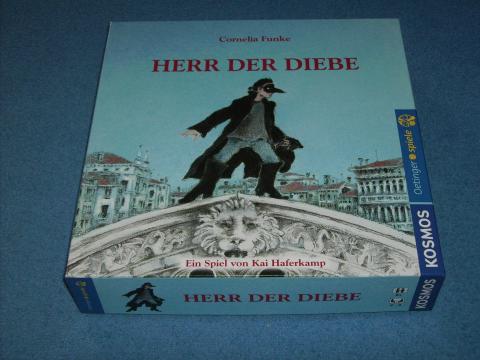 Cornelia Funke
HERR DER DIEBE
Oetinger spiele
KOSMOS
Ein Spiel von Kai Haferkamp
HERR DER DIEBE
KOSMOS